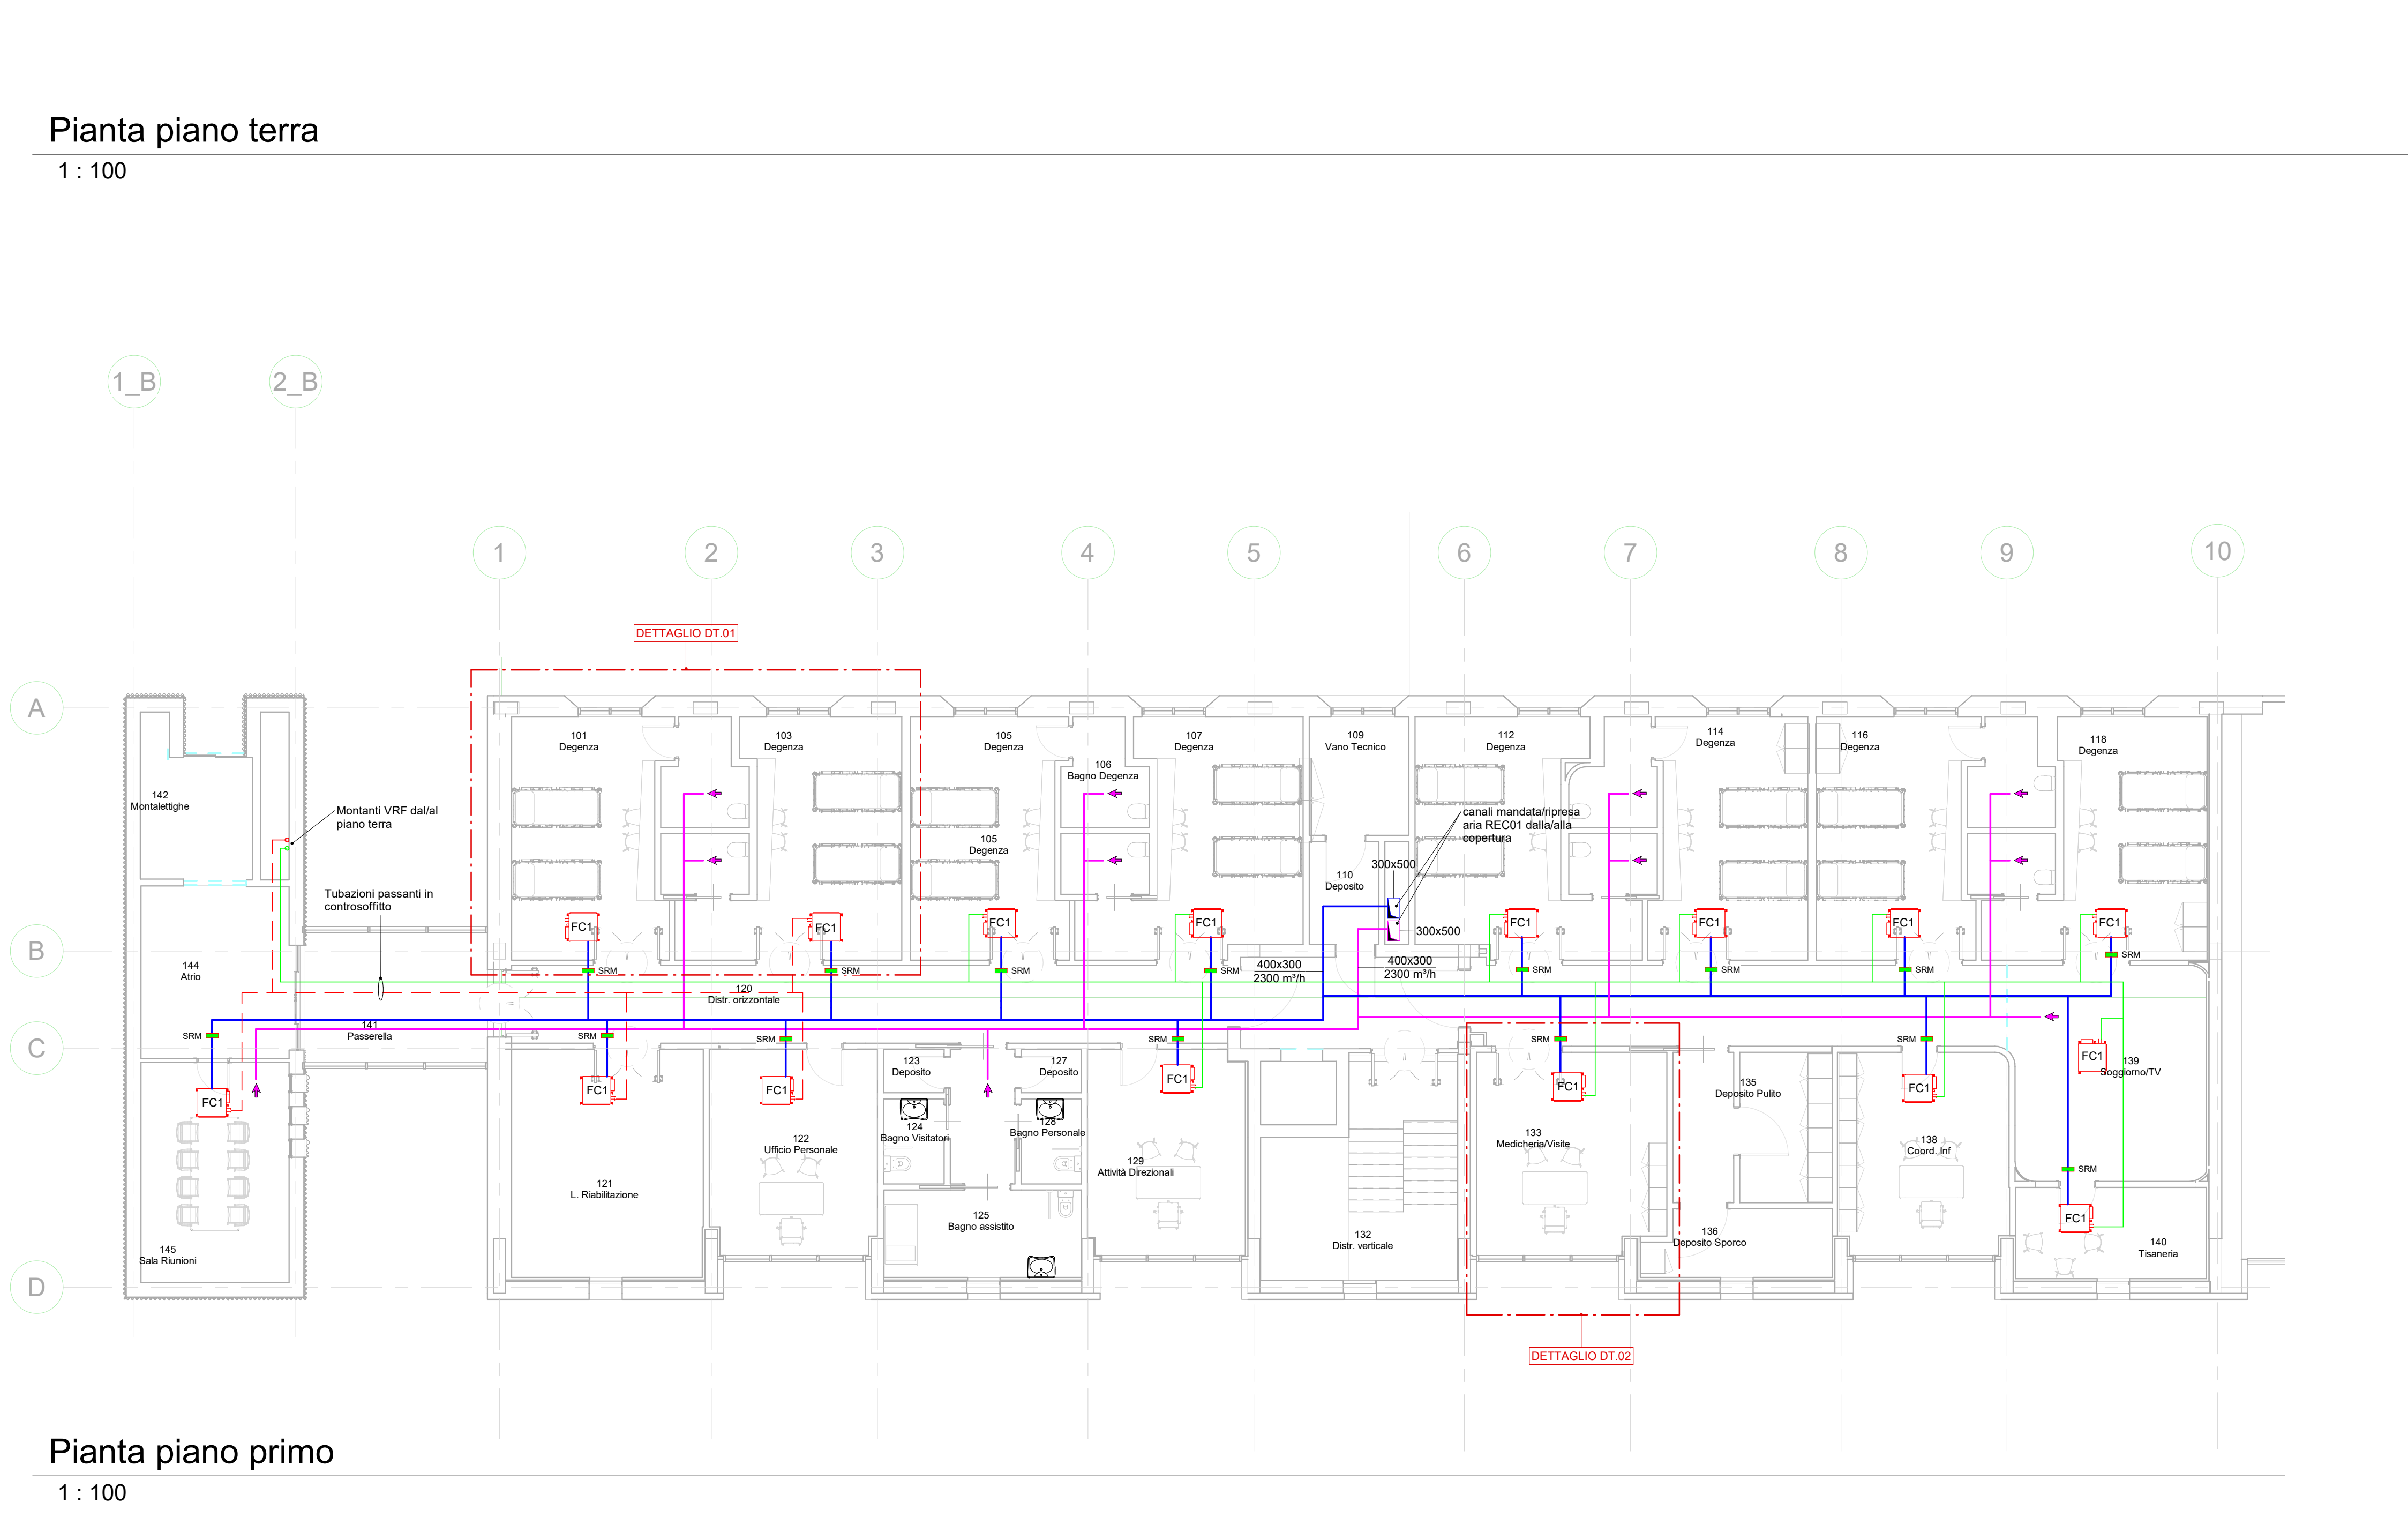 Pianta piano terra
1 : 100
1_B
2_B
1
2
3
4
5
6
7
8
9
10
DETTAGLIO DT.01
A
101
Degenza
103
Degenza
105
Degenza
107
Degenza
109
Vano Tecnico
112
Degenza
114
Degenza
116
Degenza
118
Degenza
106
Bagno Degenza
142
Montalettighe
Montanti VRF dal/al
piano terra
canali mandata/ripresa
aria REC01 dalla/alla
copertura
105
Degenza
300x500
110
Deposito
Tubazioni passanti in
controsoffitto
FC1
FC1
FC1
FC1
FC1
FC1
FC1
FC1
300x500
B
144
Atrio
SRM
SRM
SRM
SRM
400x300
2300 m³/h
400x300
2300 m³/h
SRM
SRM
SRM
SRM
120
Distr. orizzontale
141
Passerella
C
SRM
SRM
SRM
SRM
SRM
SRM
123
Deposito
127
Deposito
FC1
139
Soggiorno/TV
FC1
FC1
FC1
FC1
FC1
FC1
135
Deposito Pulito
124
Bagno Visitatori
128
Bagno Personale
122
Ufficio Personale
133
Medicheria/Visite
138
Coord. Inf
129
Attività Direzionali
SRM
121
L. Riabilitazione
125
Bagno assistito
FC1
132
Distr. verticale
136
Deposito Sporco
140
Tisaneria
145
Sala Riunioni
D
DETTAGLIO DT.02
Pianta piano primo
1 : 100